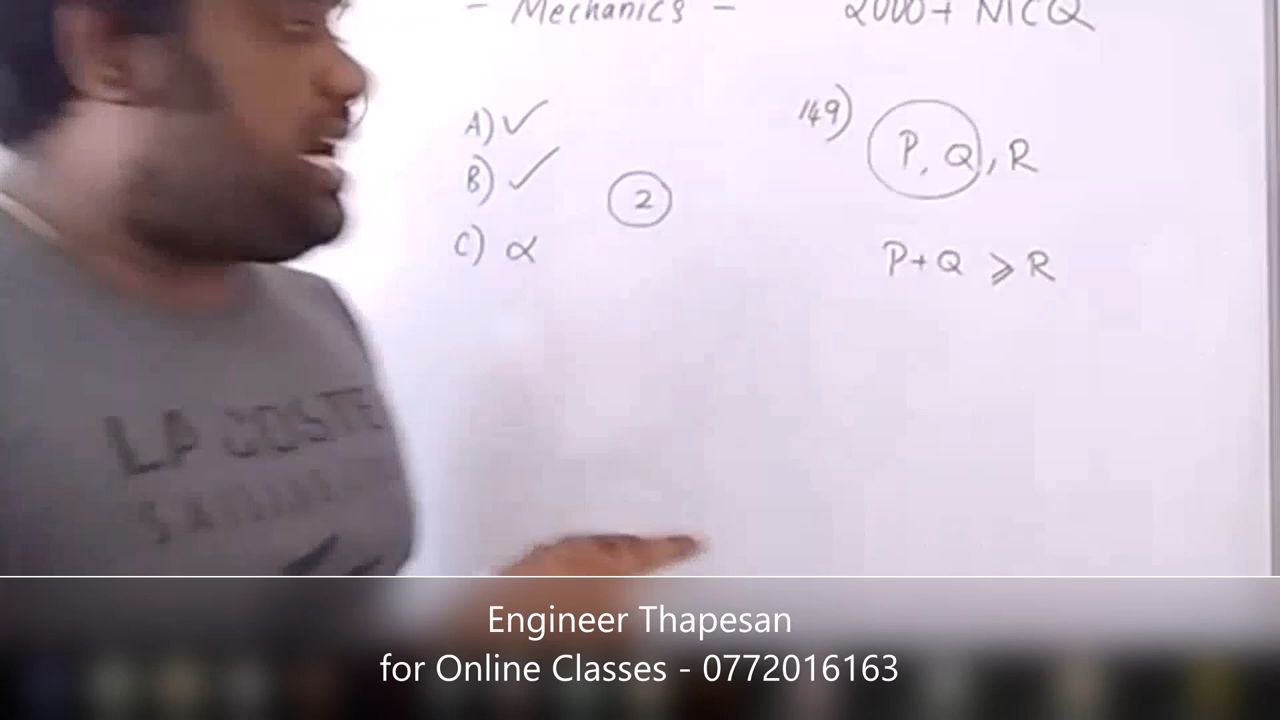 - Mechanics - 2000+ MCQ
A) ✓
B) ✓
2
C) α
149) P, Q, R
P+Q ⩾ R
LA COSTE
Engineer Thapesan
for Online Classes - 0772016163